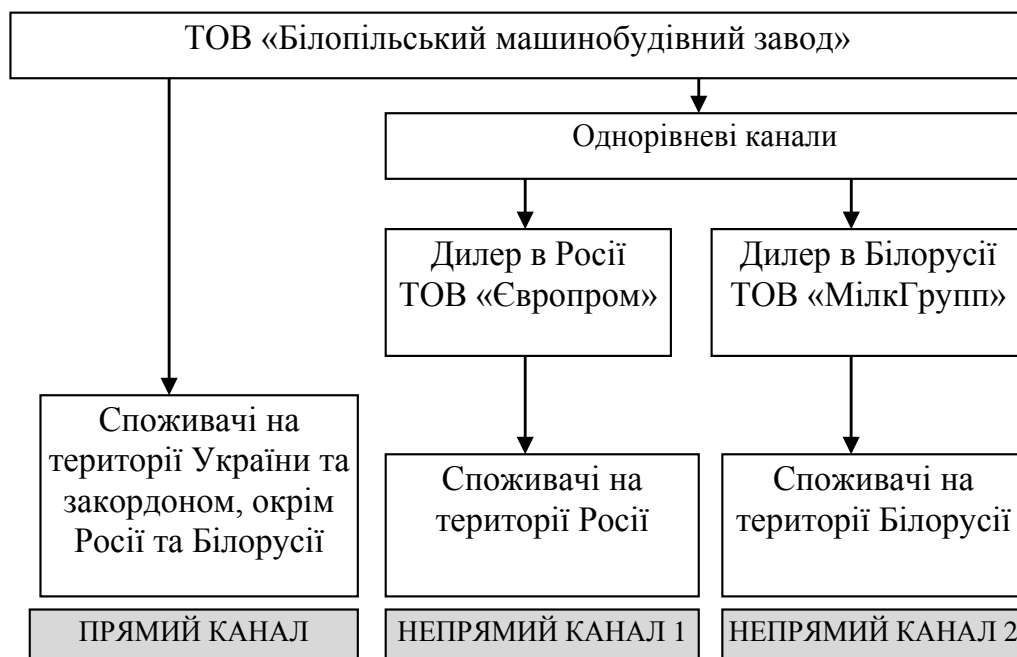 ТОВ «Білопільський машинобудівний завод»
Однорівневі канали
Дилер в Росії
ТОВ «Європром»
Дилер в Білорусії
ТОВ «МілкГрупп»
Споживачі на
території України та
закордоном, окрім
Росії та Білорусії
Споживачі на
території Росії
Споживачі на
території Білорусії
ПРЯМИЙ КАНАЛ
НЕПРЯМИЙ КАНАЛ 1
НЕПРЯМИЙ КАНАЛ 2